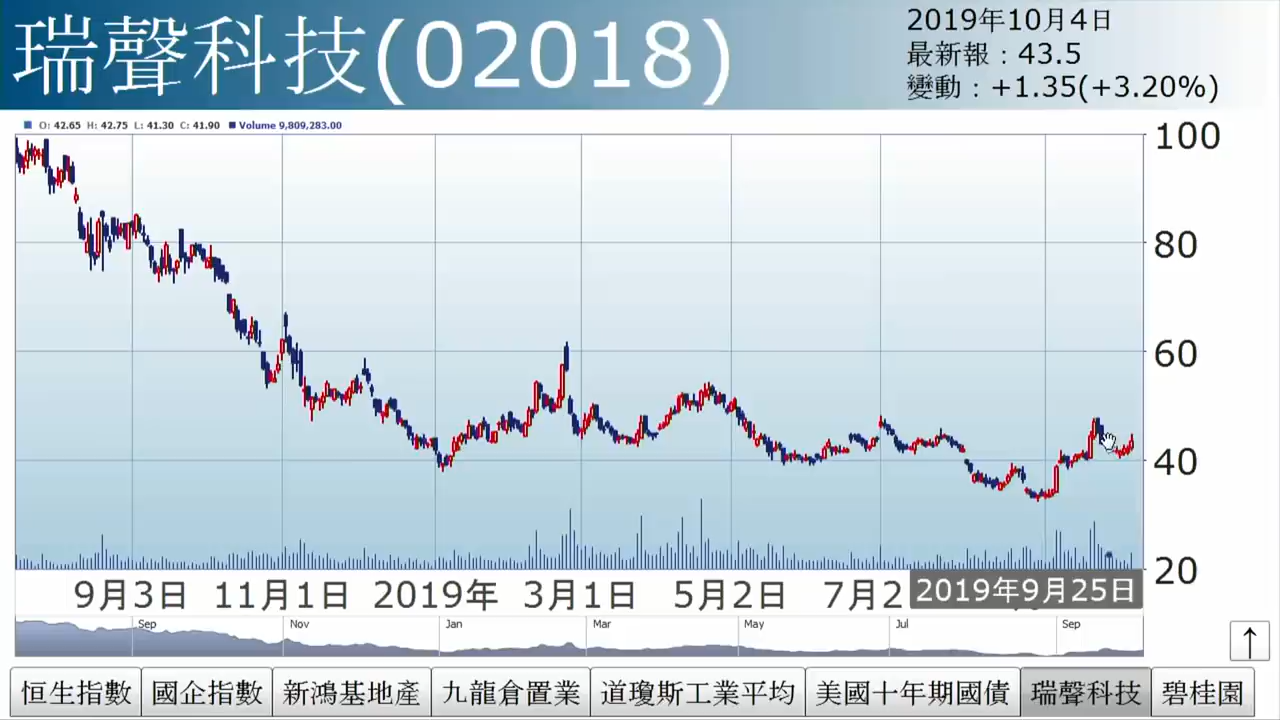 瑞聲科技(02018)
2019年10月4日
最新報：43.5
變動：+1.35(+3.20%)
O: 42.65 H: 42.75 L: 41.30 C: 41.90 Volume 9,809,283.00
100
80
60
40
20
9月3日 11月1日 2019年 3月1日 5月2日 7月2 2019年9月25日
Sep Nov Jan Mar May Jul Sep
↑
恒生指數 國企指數 新鴻基地產 九龍倉置業 道瓊斯工業平均 美國十年期國債 瑞聲科技 碧桂園